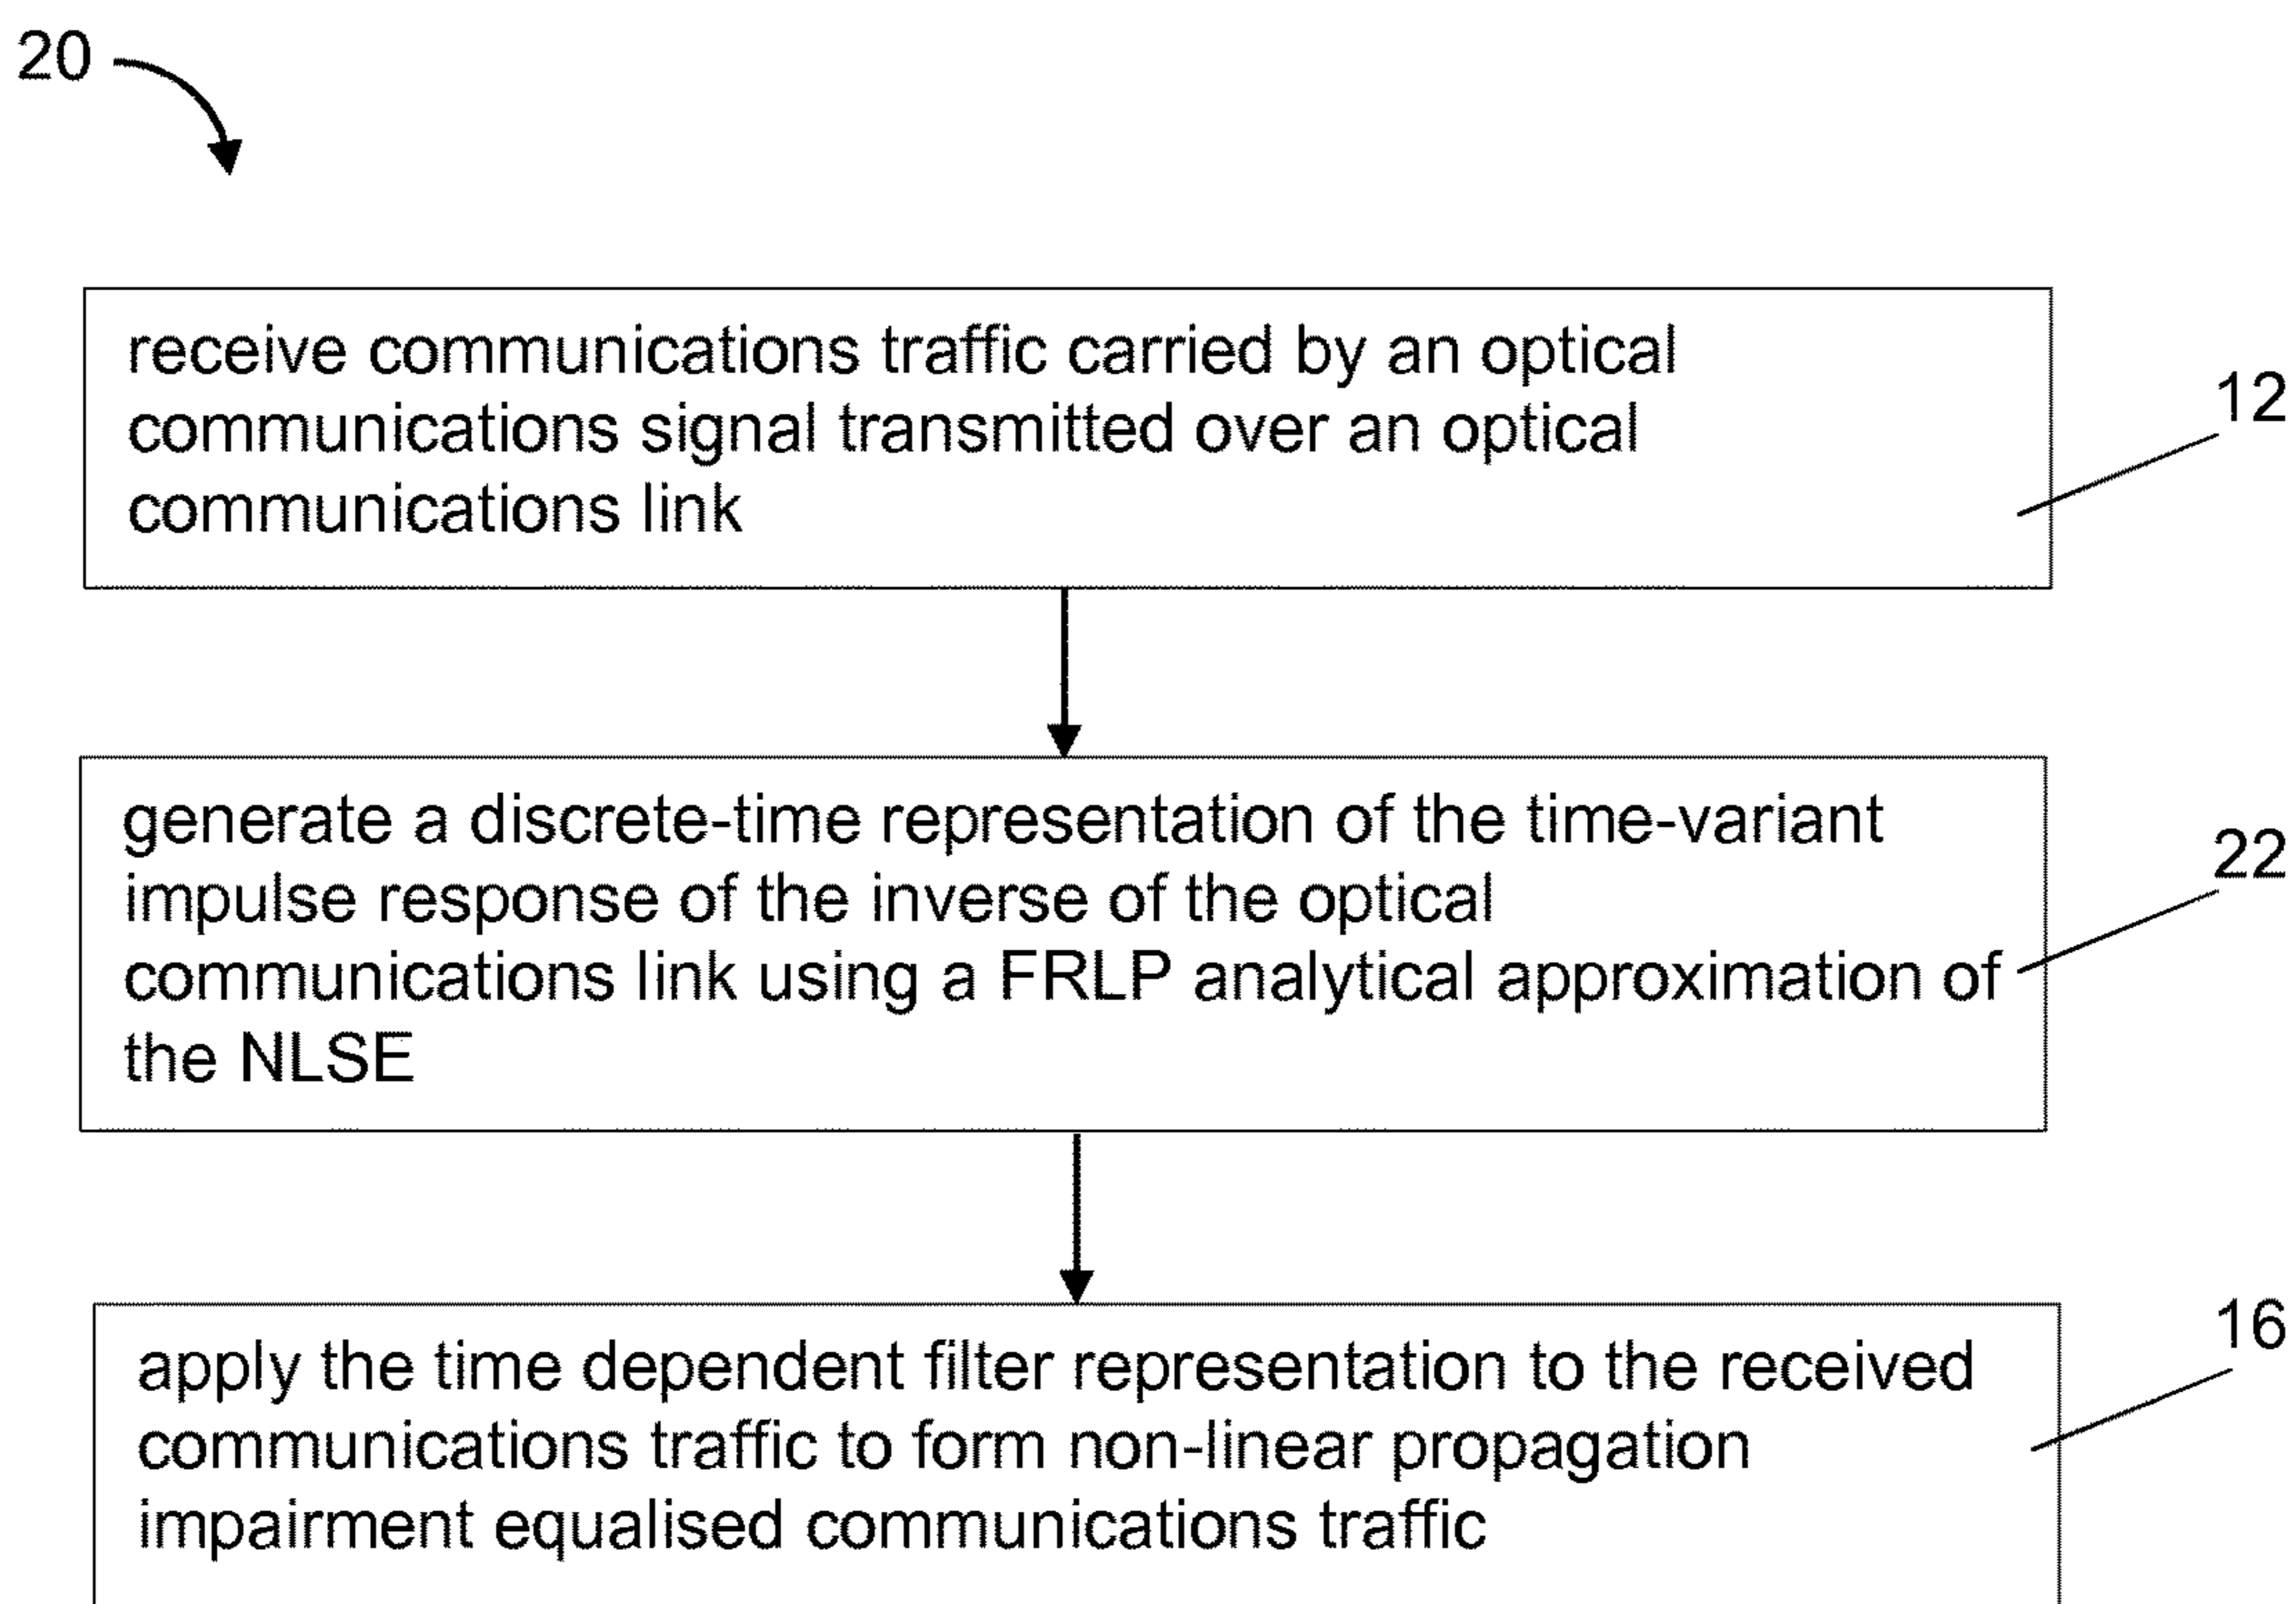 20
receive communications traffic carried by an optical
communications signal transmitted over an optical
communications link
12
generate a discrete-time representation of the time-variant
impulse response of the inverse of the optical
communications link using a FRLP analytical approximation of
the NLSE
22
apply the time dependent filter representation to the received
communications traffic to form non-linear propagation
impairment equalised communications traffic
16